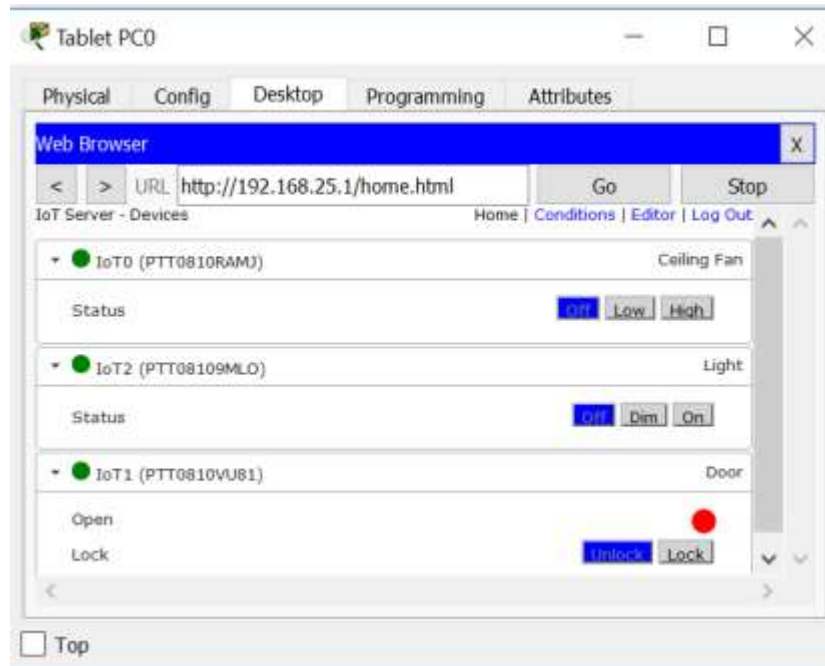 Tablet PC0
Physical Config Desktop Programming Attributes
Web Browser X
< > URL http://192.168.25.1/home.html Go Stop
IoT Server - Devices Home | Conditions | Editor | Log Out
IoT0 (PTT0810RAMJ) Ceiling Fan
Status Off Low High
IoT2 (PTT08109MLO) Light
Status Off Dim On
IoT1 (PTT0810VU81) Door
Open
Lock Unlock Lock
Top